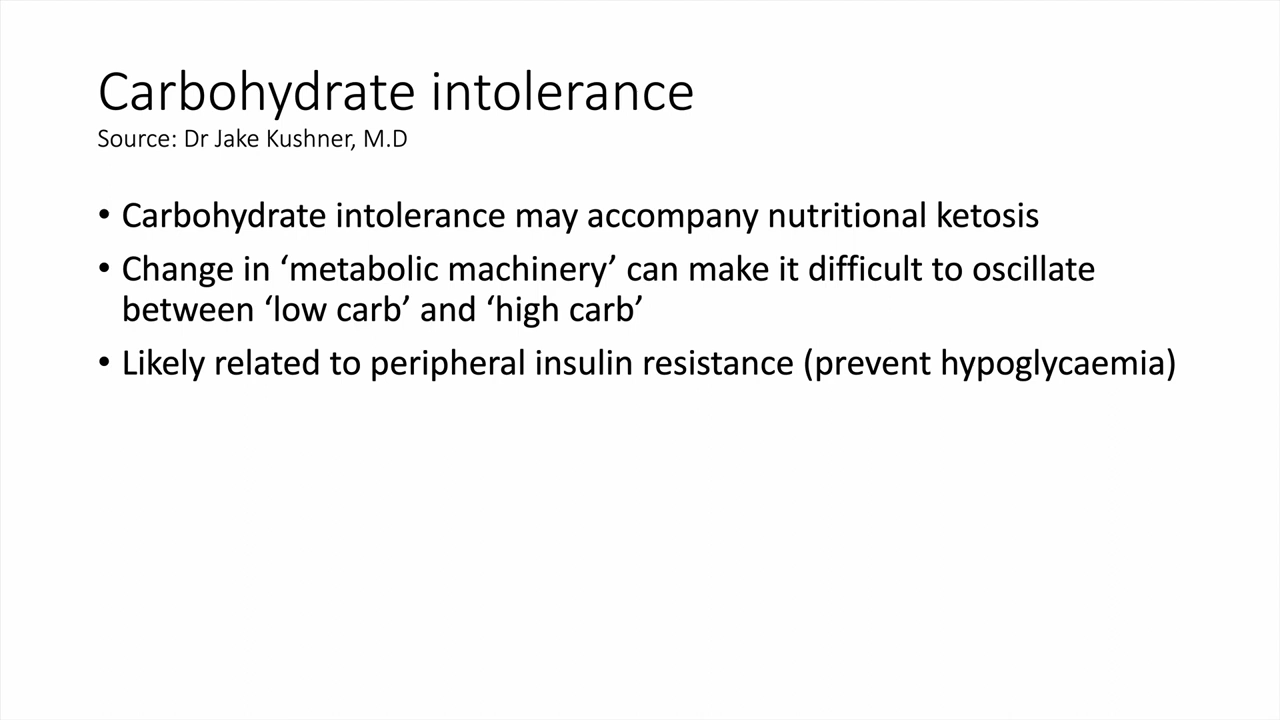 Carbohydrate intolerance
Source: Dr Jake Kushner, M.D
• Carbohydrate intolerance may accompany nutritional ketosis
• Change in ‘metabolic machinery’ can make it difficult to oscillate
between ‘low carb’ and ‘high carb’
• Likely related to peripheral insulin resistance (prevent hypoglycaemia)